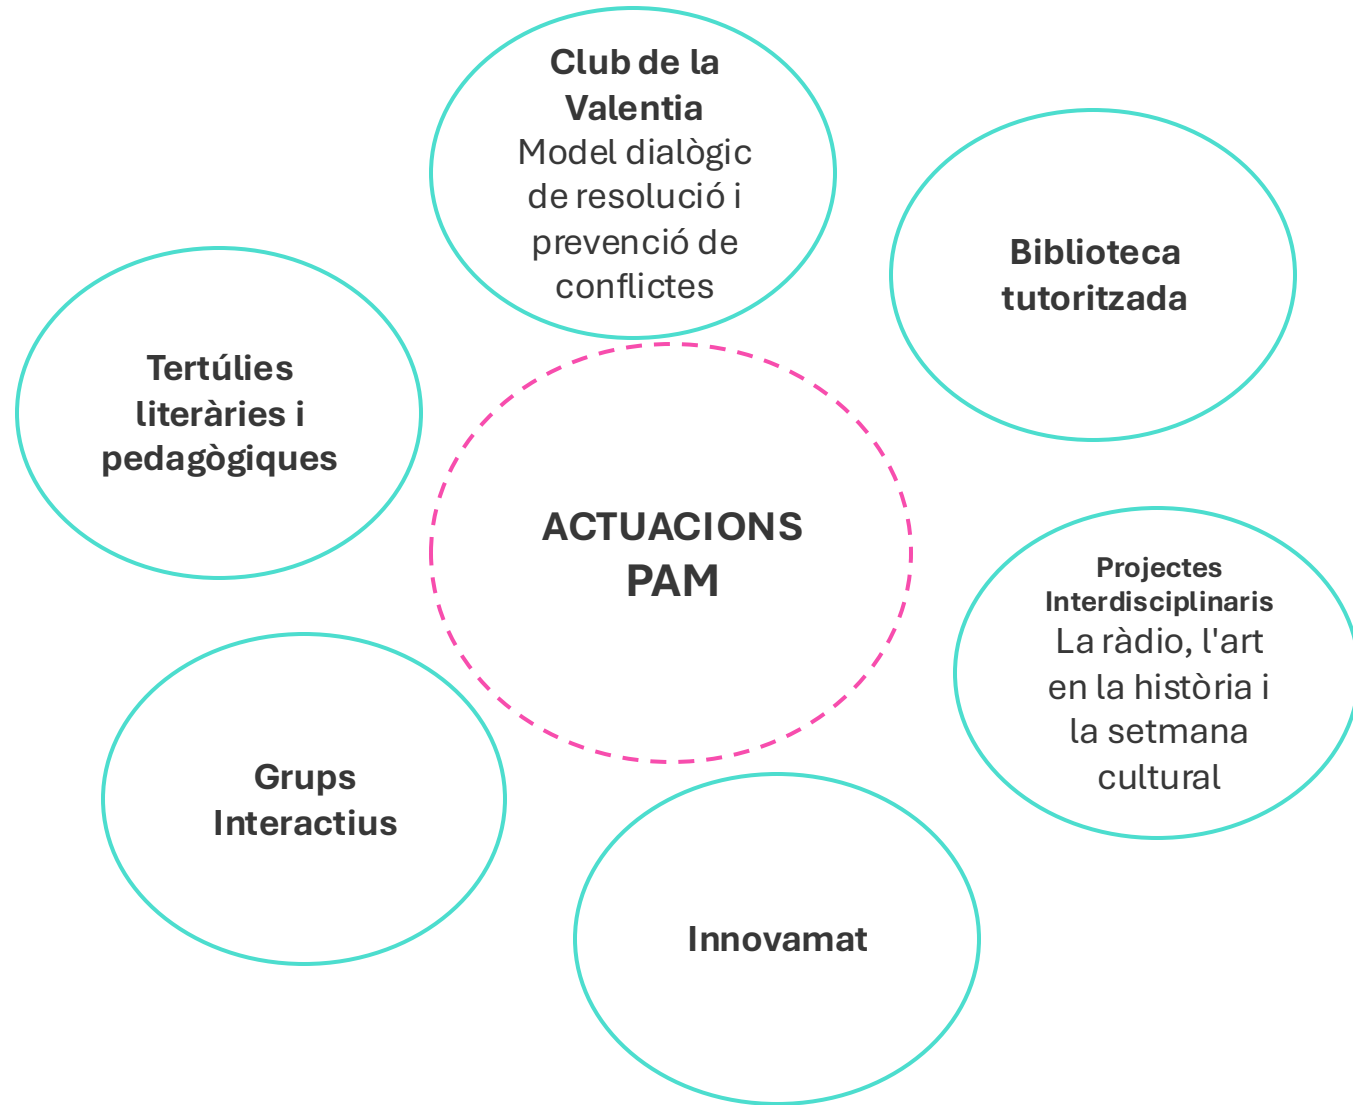 Club de la
Valentia
Model dialògic
de resolució i
prevenció de
conflictes
Biblioteca
tutoritzada
Tertúlies
literàries i
pedagògiques
ACTUACIONS
PAM
Projectes
Interdisciplinaris
La ràdio, l'art
en la història i
la setmana
cultural
Grups
Interactius
Innovamat